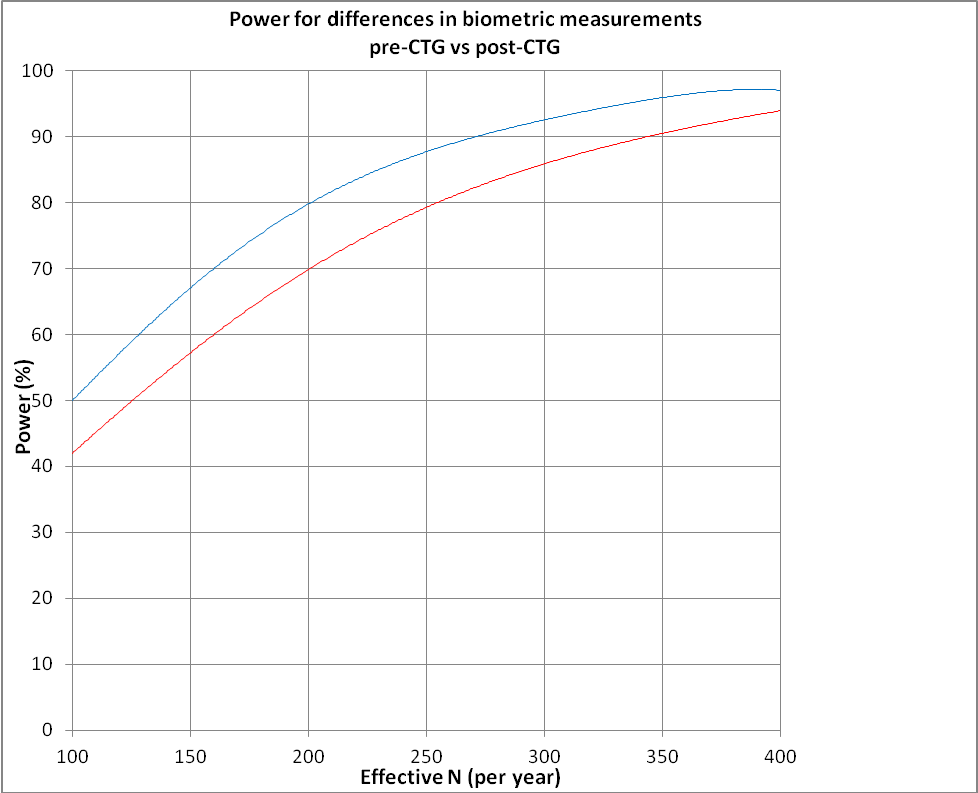 Power for differences in biometric measurements
pre-CTG vs post-CTG
100
90
80
70
60
50
40
30
20
10
0
Power (%)
100 150 200 250 300 350 400
Effective N (per year)